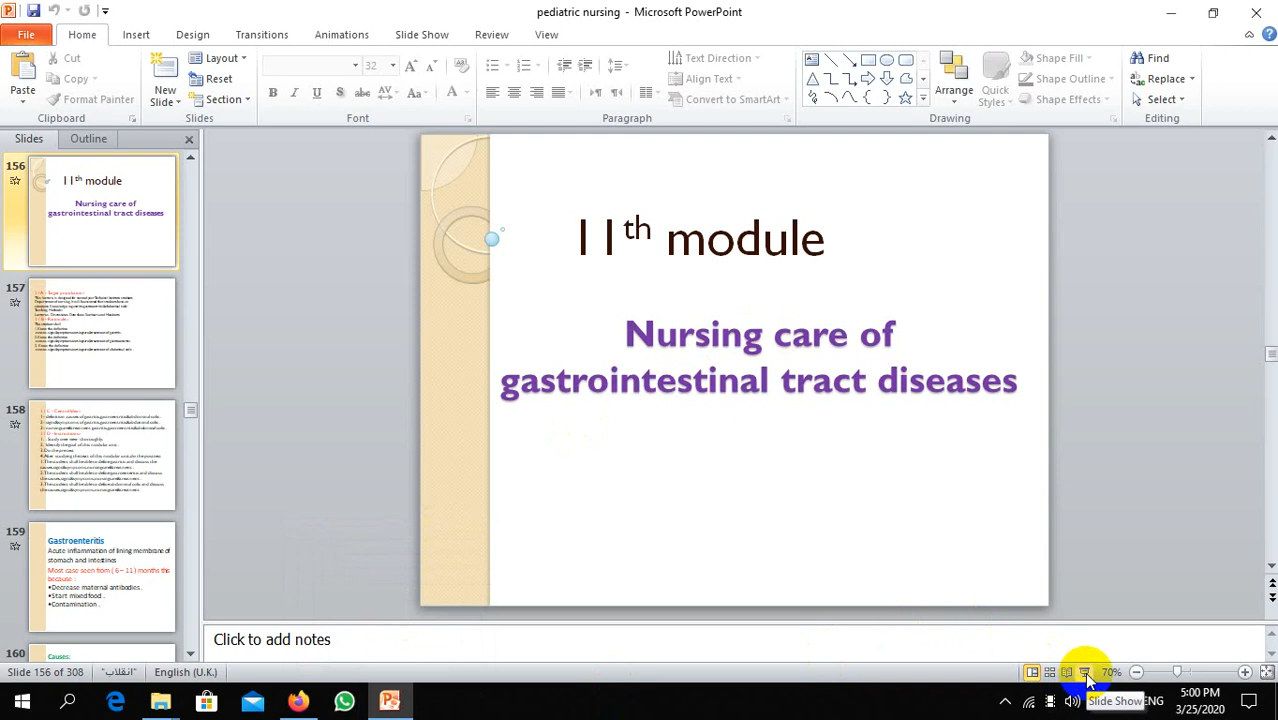 pediatric nursing - Microsoft PowerPoint
File Home Insert Design Transitions Animations Slide Show Review View
Paste
Cut
Copy
Format Painter
Clipboard
New
Slide
Layout
Reset
Section
Slides
32
Font
Paragraph
Text Direction
Align Text
Convert to SmartArt
Arrange
Quick
Styles
Shape Fill
Shape Outline
Shape Effects
Drawing
Find
Replace
Select
Editing
Slides Outline
156
11th module
Nursing care of
gastrointestinal tract diseases
157
158
159
Gastroenteritis
Acute inflammation of lining membrane of
stomach and intestines
Most case seen from ( 6 – 11 ) months this
because :
•Decrease maternal antibodies .
•Start mixed food .
•Contamination .
160
Causes:
11th module
Nursing care of
gastrointestinal tract diseases
Click to add notes
Slide 156 of 308 "انقلاب" English (U.K.) 70%
Slide Show
ENG
5:00 PM
3/25/2020